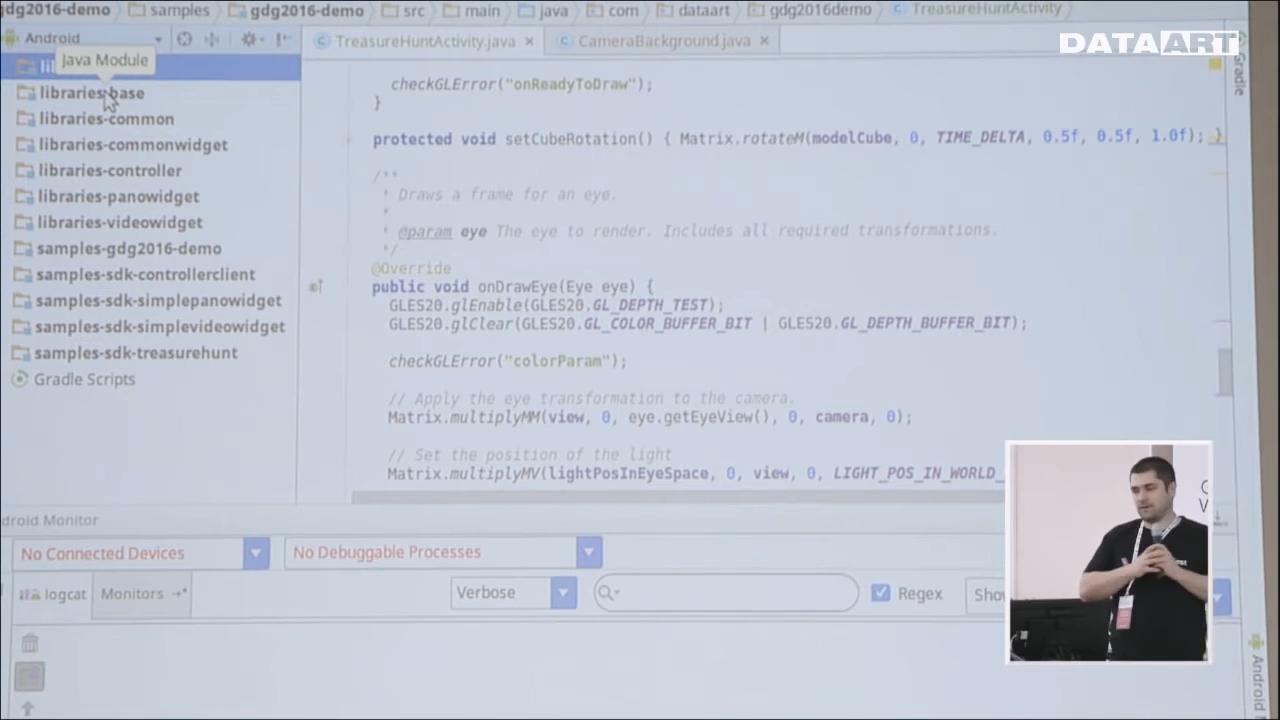 gdg2016-demo samples gdg2016-demo src main java com dataart gdg2016demo TreasureHuntActivity
Android
TreasureHuntActivity.java
CameraBackground.java
DATAART
Gradle
Java Module
libraries-base
libraries-common
libraries-commonwidget
libraries-controller
libraries-panowidget
libraries-videowidget
samples-gdg2016-demo
samples-sdk-controllerclient
samples-sdk-simplepanowidget
samples-sdk-simplevideowidget
samples-sdk-treasurehunt
Gradle Scripts
checkGLError("onReadyToDraw");
}
protected void setCubeRotation() { Matrix.rotateM(modelCube, 0, TIME_DELTA, 0.5f, 0.5f, 1.0f); }
/**
* Draws a frame for an eye.
*
* @param eye The eye to render. Includes all required transformations.
*/
@Override
public void onDrawEye(Eye eye) {
GLES20.glEnable(GLES20.GL_DEPTH_TEST);
GLES20.glClear(GLES20.GL_COLOR_BUFFER_BIT | GLES20.GL_DEPTH_BUFFER_BIT);
checkGLError("colorParam");
// Apply the eye transformation to the camera.
Matrix.multiplyMM(view, 0, eye.getEyeView(), 0, camera, 0);
// Set the position of the light
Matrix.multiplyMV(lightPosInEyeSpace, 0, view, 0, LIGHT_POS_IN_WORLD_
droid Monitor
No Connected Devices
No Debuggable Processes
logcat
Monitors
Verbose
Regex
Sho
Android